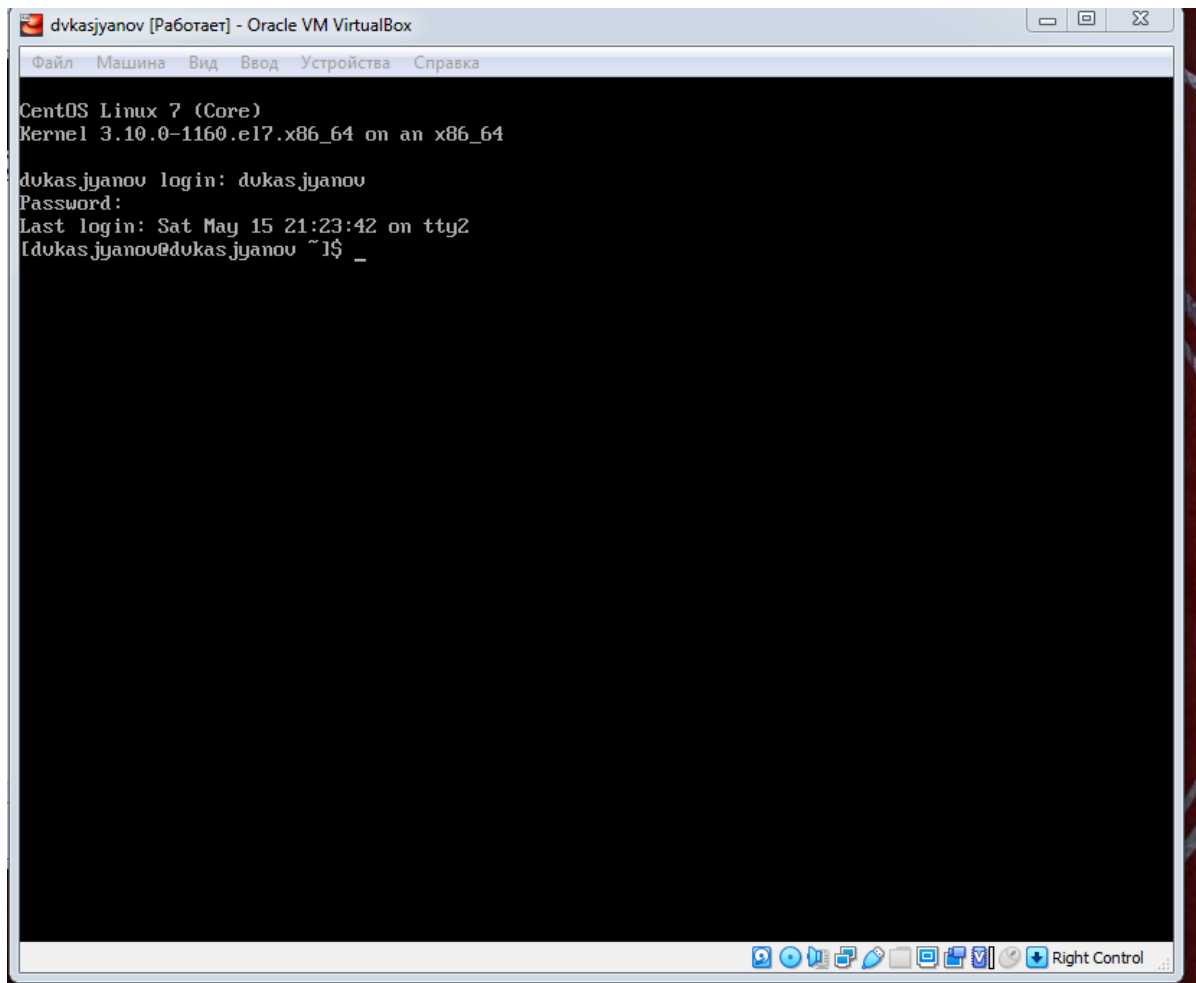 dvkasjyanov [Работает] - Oracle VM VirtualBox
Файл Машина Вид Ввод Устройства Справка
CentOS Linux 7 (Core)
Kernel 3.10.0-1160.el7.x86_64 on an x86_64
dvkasjyanov login: dvkasjyanov
Password:
Last login: Sat May 15 21:23:42 on tty2
[dvkasjyanov@dvkasjyanov ~]$ _
Right Control